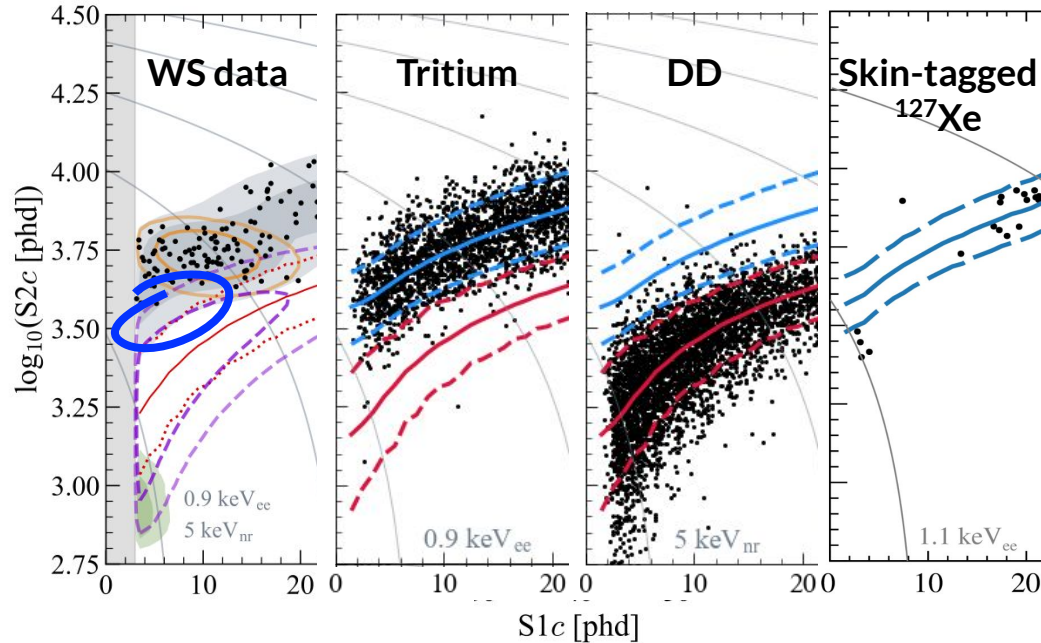 4.50
4.25
4.00
3.75
3.50
3.25
3.00
2.75
log10(S2c [phd])
WS data
0.9 keVee
5 keVnr
0 10 20
Tritium
0.9 keVee
0 10 20
DD
5 keVnr
0 10 20
Skin-tagged
127Xe
1.1 keVee
0 10 20
S1c [phd]